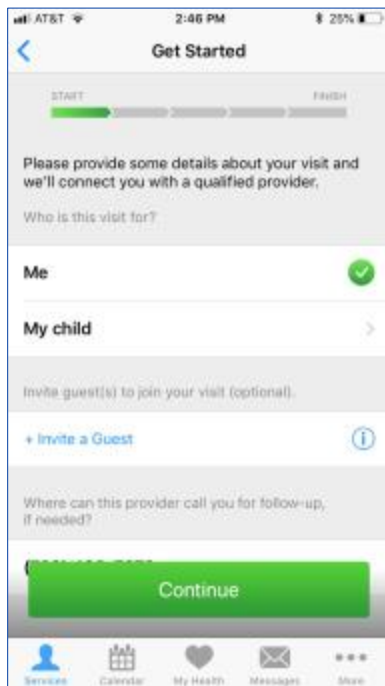 AT&T 2:46 PM 25%
Get Started
START FINISH
Please provide some details about your visit and
we'll connect you with a qualified provider.
Who is this visit for?
Me
My child
Invite guest(s) to join your visit (optional).
+ Invite a Guest
Where can this provider call you for follow-up,
if needed?
Continue
Services Calendar My Health Messages More